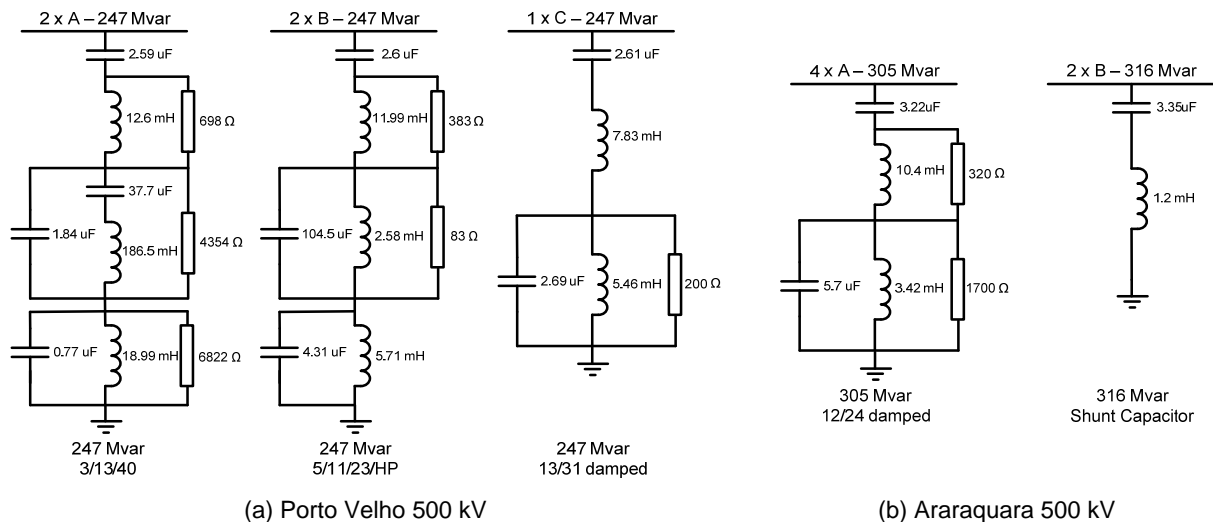 2 x A – 247 Mvar
2.59 uF
12.6 mH
698 Ω
37.7 uF
1.84 uF
186.5 mH
4354 Ω
0.77 uF
18.99 mH
6822 Ω
247 Mvar
3/13/40
2 x B – 247 Mvar
2.6 uF
11.99 mH
383 Ω
104.5 uF
2.58 mH
83 Ω
4.31 uF
5.71 mH
247 Mvar
5/11/23/HP
1 x C – 247 Mvar
2.61 uF
7.83 mH
2.69 uF
5.46 mH
200 Ω
247 Mvar
13/31 damped
(a) Porto Velho 500 kV
4 x A – 305 Mvar
3.22uF
10.4 mH
320 Ω
5.7 uF
3.42 mH
1700 Ω
305 Mvar
12/24 damped
2 x B – 316 Mvar
3.35uF
1.2 mH
316 Mvar
Shunt Capacitor
(b) Araraquara 500 kV